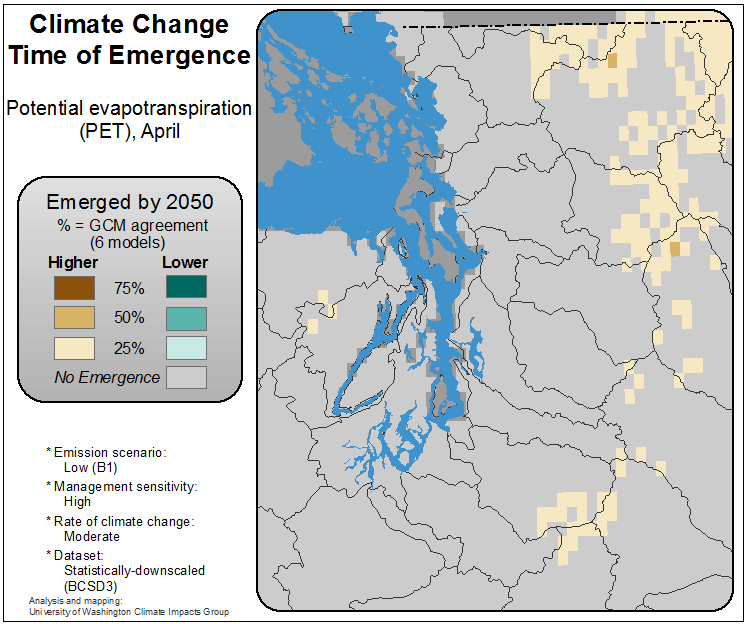 Climate Change
Time of Emergence
Potential evapotranspiration
(PET), April
Emerged by 2050
% = GCM agreement
(6 models)
Higher Lower
75%
50%
25%
No Emergence
* Emission scenario:
Low (B1)
* Management sensitivity:
High
* Rate of climate change:
Moderate
* Dataset:
Statistically-downscaled
(BCSD3)
Analysis and mapping:
University of Washington Climate Impacts Group